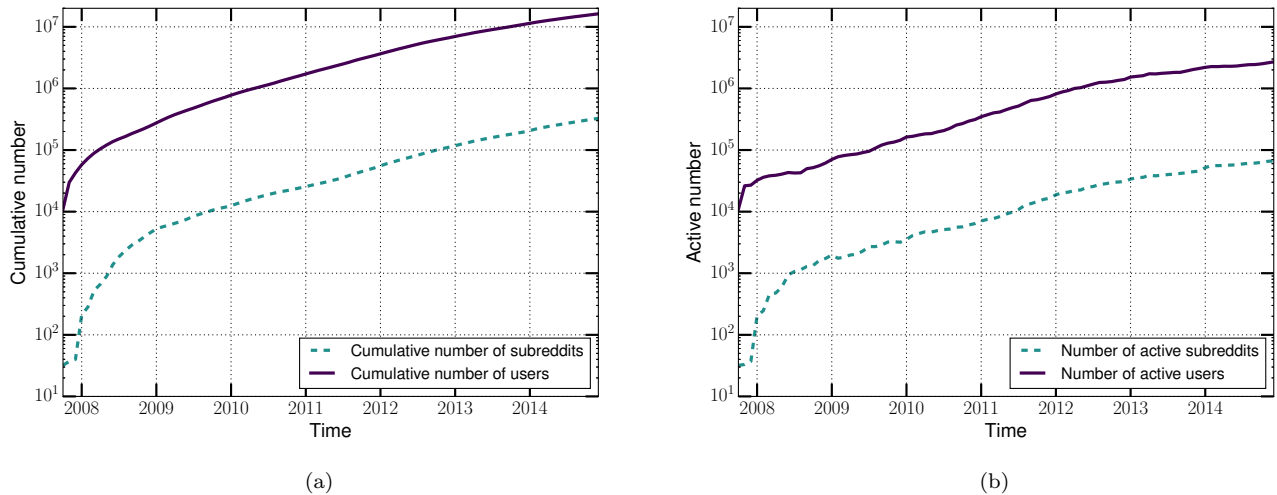 10^7
10^6
10^5
10^4
10^3
10^2
10^1
Cumulative number
Cumulative number of subreddits
Cumulative number of users
2008 2009 2010 2011 2012 2013 2014
Time
(a)
10^7
10^6
10^5
10^4
10^3
10^2
10^1
Active number
Number of active subreddits
Number of active users
2008 2009 2010 2011 2012 2013 2014
Time
(b)